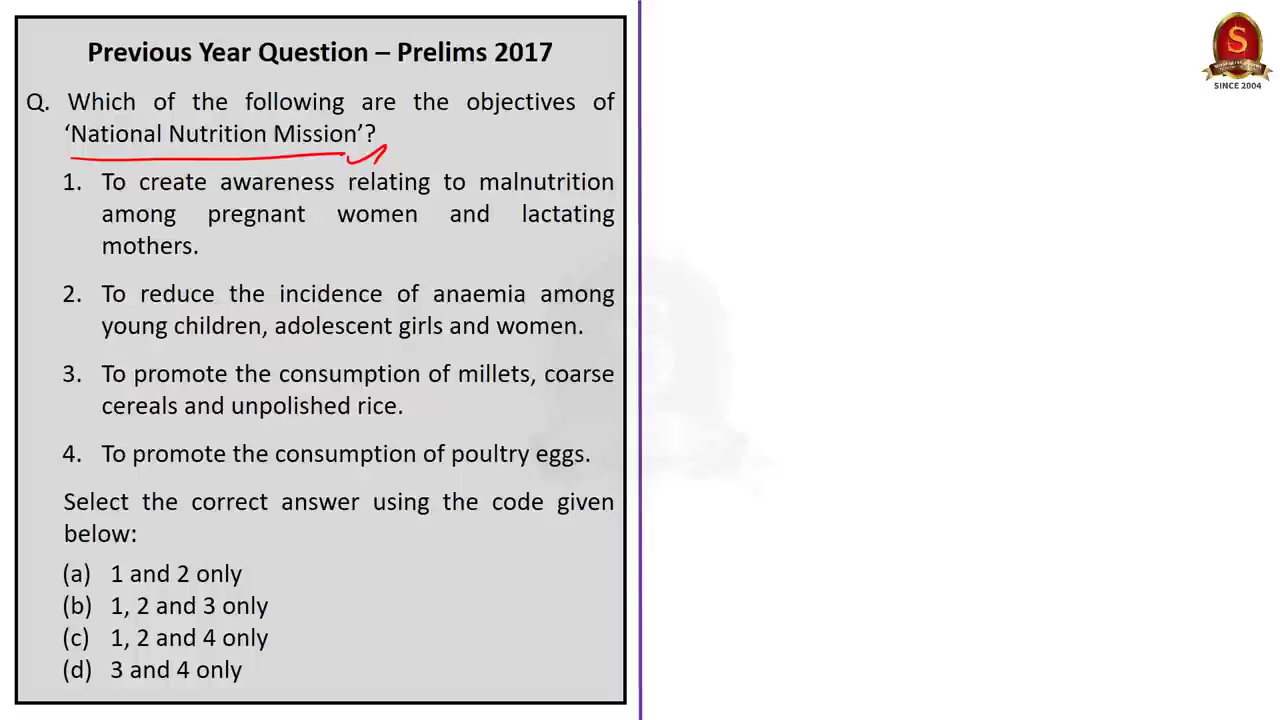 Previous Year Question – Prelims 2017
Q. Which of the following are the objectives of
‘National Nutrition Mission’?
1. To create awareness relating to malnutrition
among pregnant women and lactating
mothers.
2. To reduce the incidence of anaemia among
young children, adolescent girls and women.
3. To promote the consumption of millets, coarse
cereals and unpolished rice.
4. To promote the consumption of poultry eggs.
Select the correct answer using the code given
below:
(a) 1 and 2 only
(b) 1, 2 and 3 only
(c) 1, 2 and 4 only
(d) 3 and 4 only
S
SINCE 2004